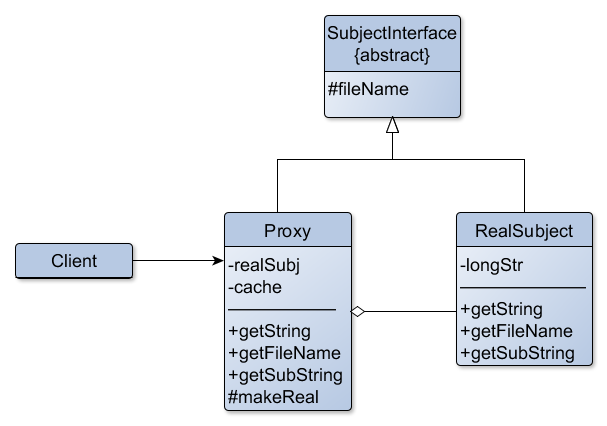 SubjectInterface
{abstract}
#fileName
Client
Proxy
-realSubj
-cache
+getString
+getFileName
+getSubString
#makeReal
RealSubject
-longStr
+getString
+getFileName
+getSubString